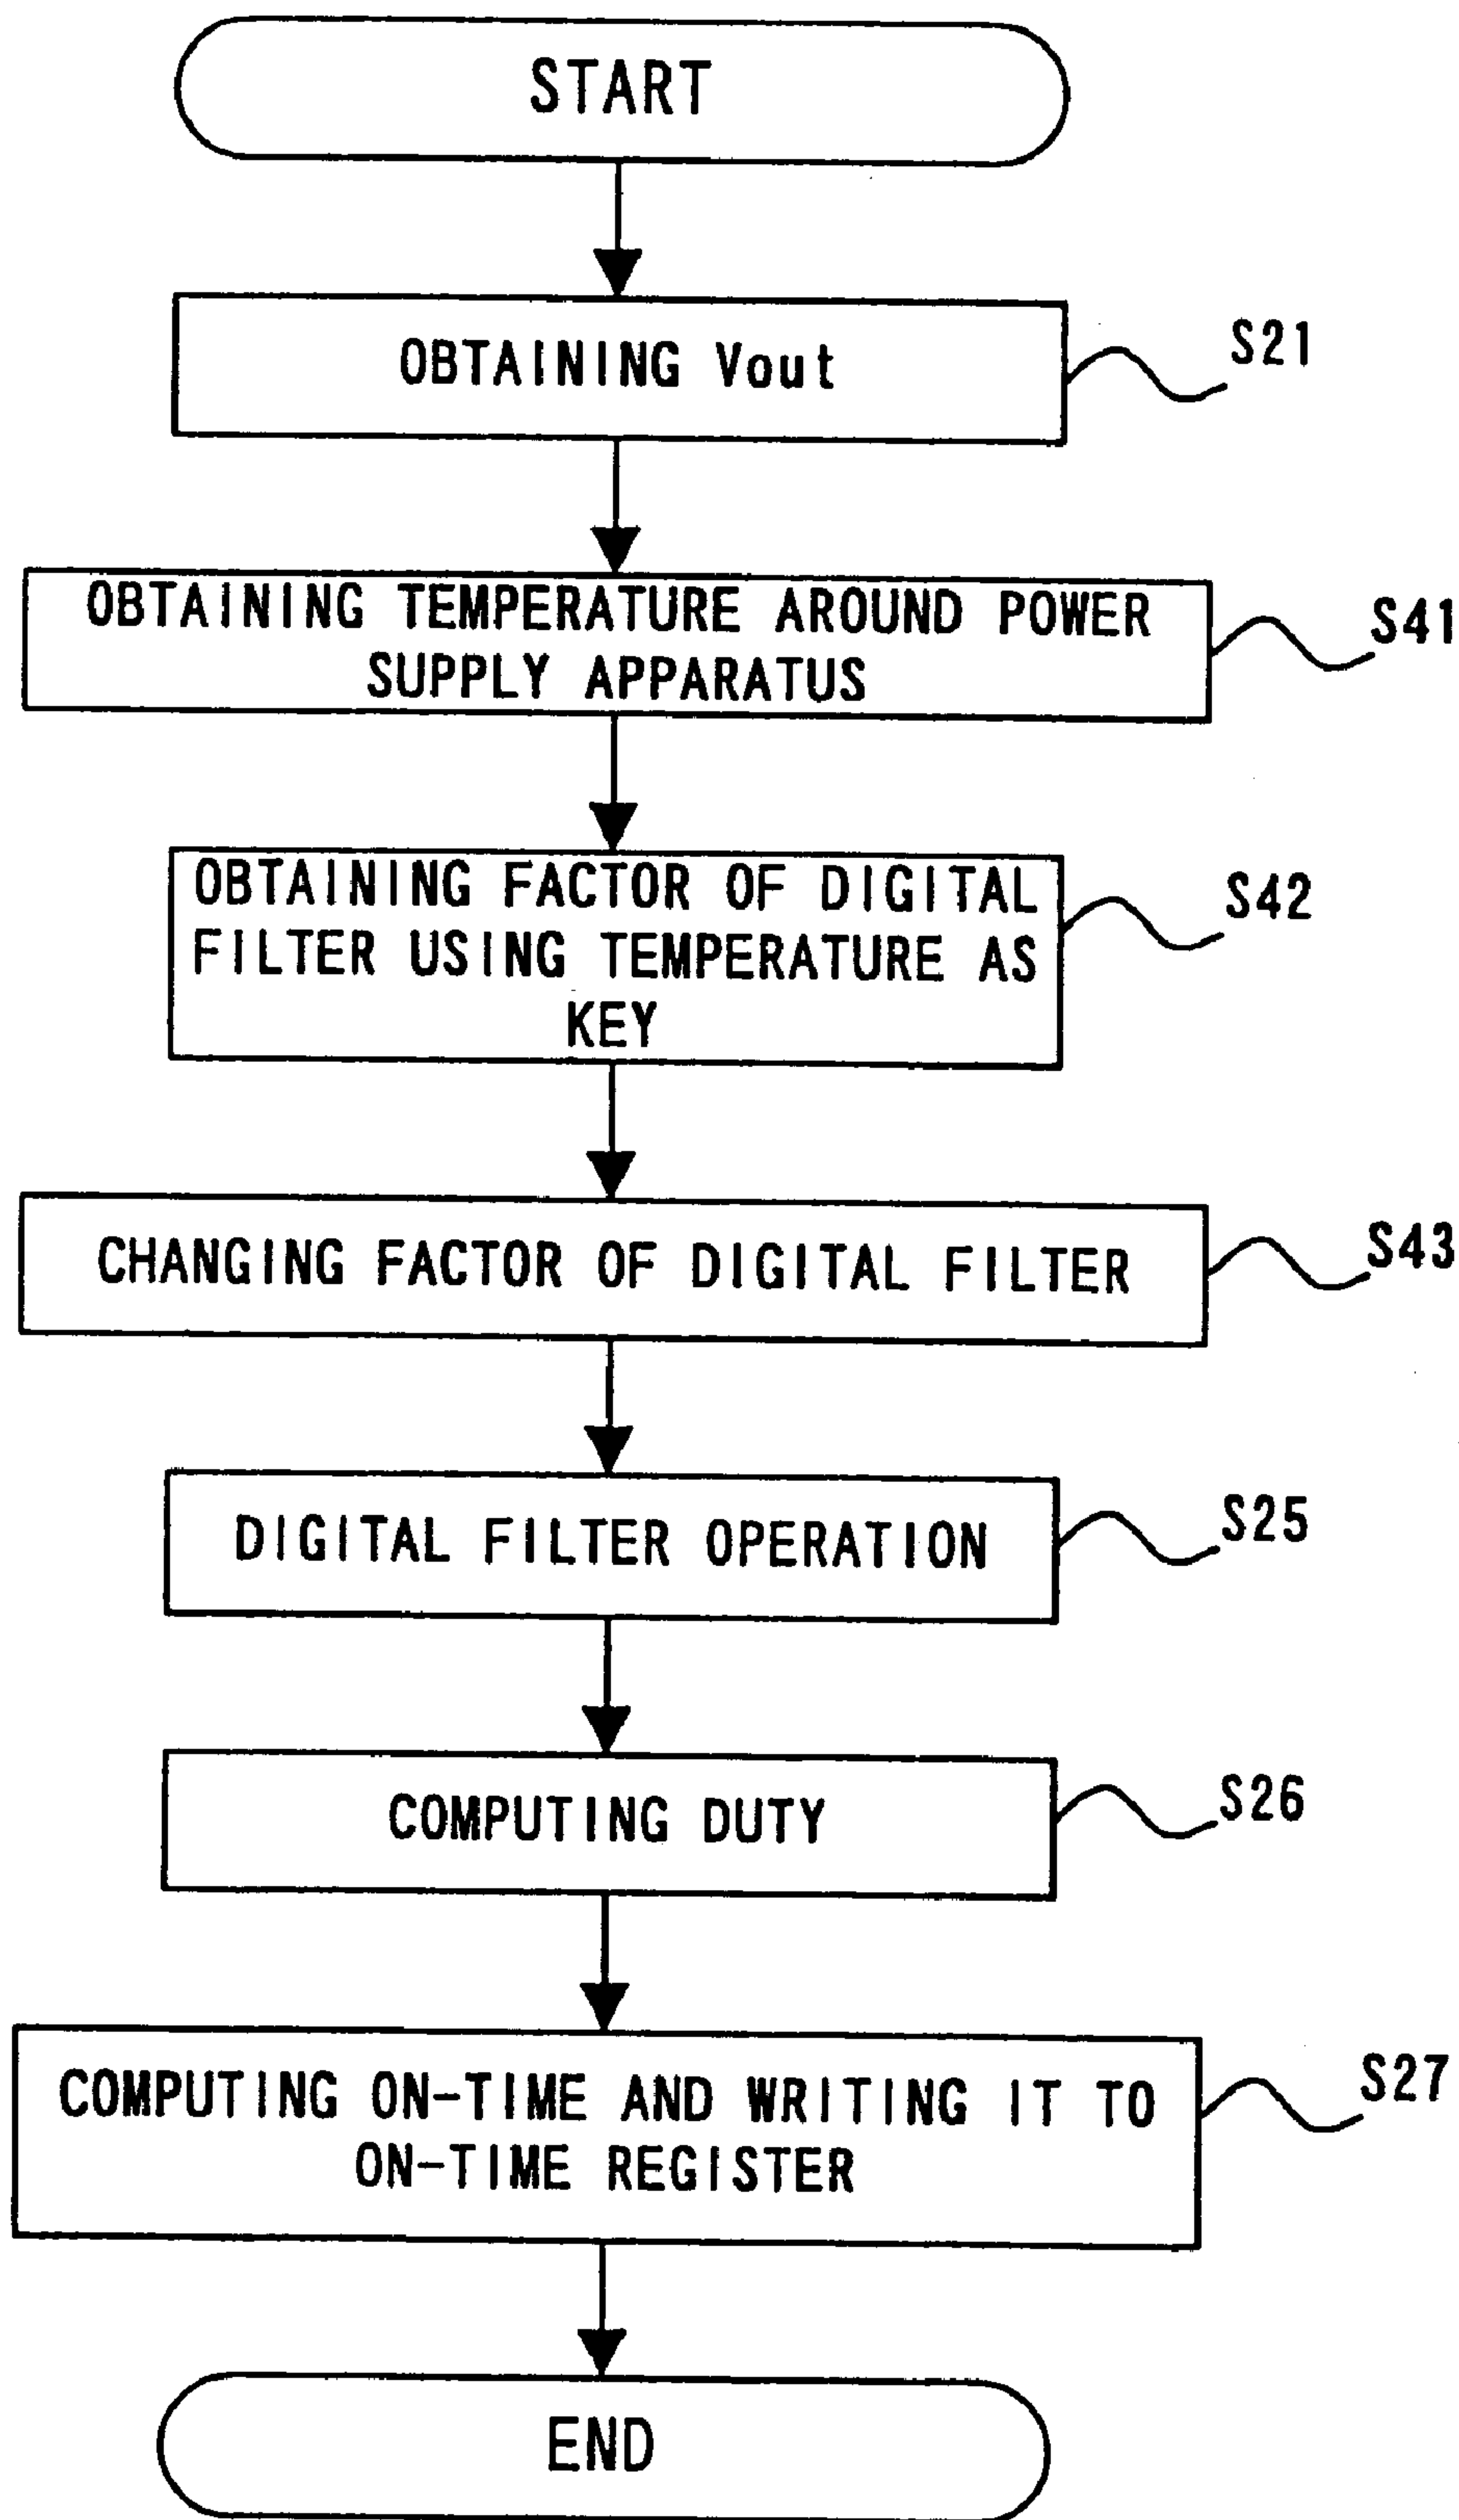 START
OBTAINING Vout
S21
OBTAINING TEMPERATURE AROUND POWER
SUPPLY APPARATUS
S41
OBTAINING FACTOR OF DIGITAL
FILTER USING TEMPERATURE AS
KEY
S42
CHANGING FACTOR OF DIGITAL FILTER
S43
DIGITAL FILTER OPERATION
S25
COMPUTING DUTY
S26
COMPUTING ON-TIME AND WRITING IT TO
ON-TIME REGISTER
S27
END